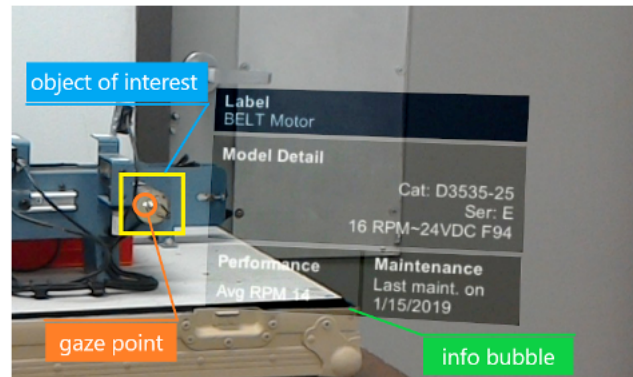 object of interest
Label
BELT Motor
Model Detail
Cat: D3535-25
Ser: E
16 RPM~24VDC F94
Performance
Avg RPM 14
Maintenance
Last maint. on
1/15/2019
gaze point
info bubble